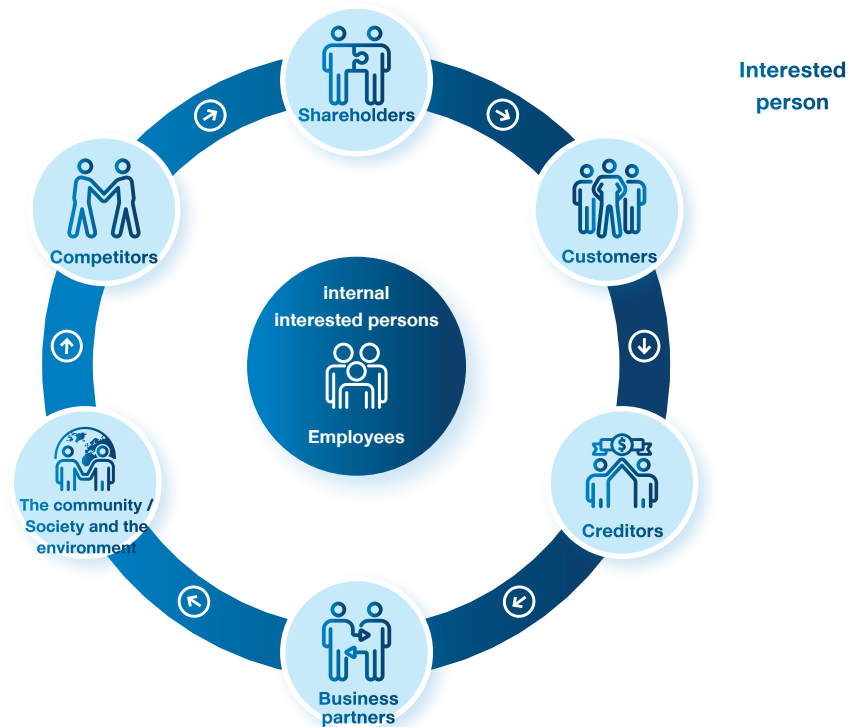 Interested
person
Shareholders
Customers
Creditors
Business
partners
The community /
Society and the
environment
Competitors
internal
interested persons
Employees
$